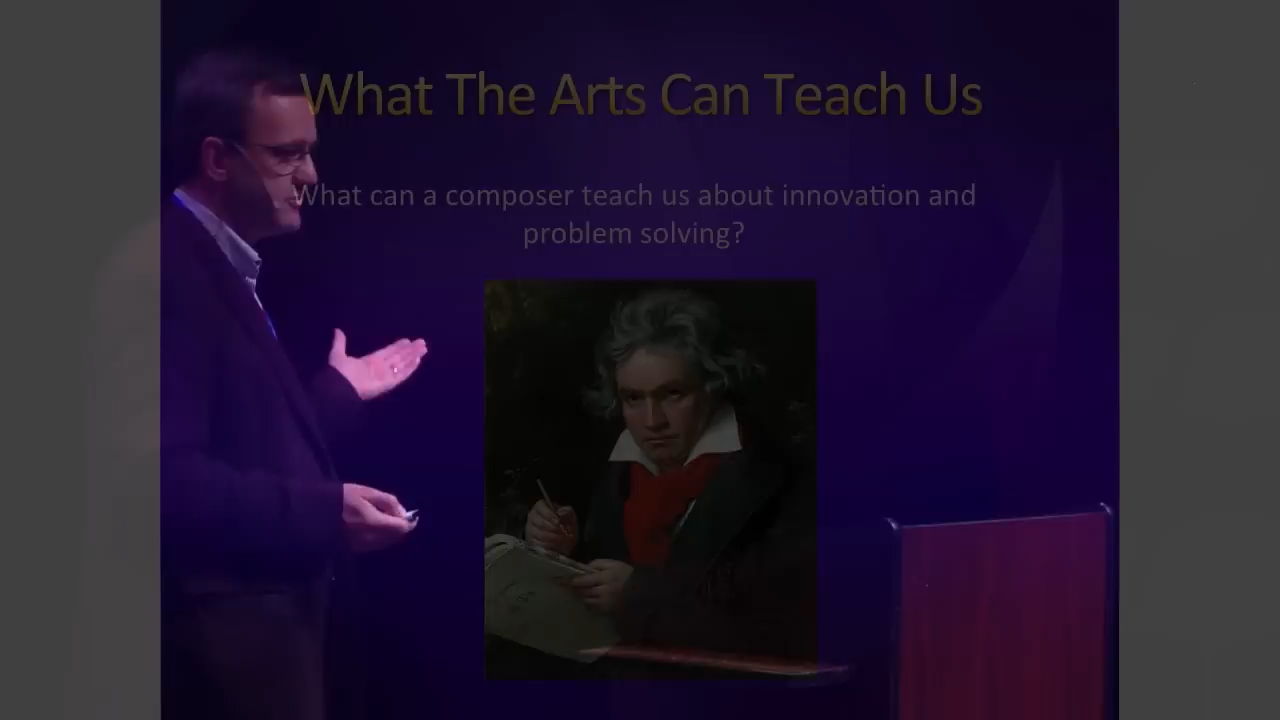 What The Arts Can Teach Us
What can a composer teach us about innovation and
problem solving?